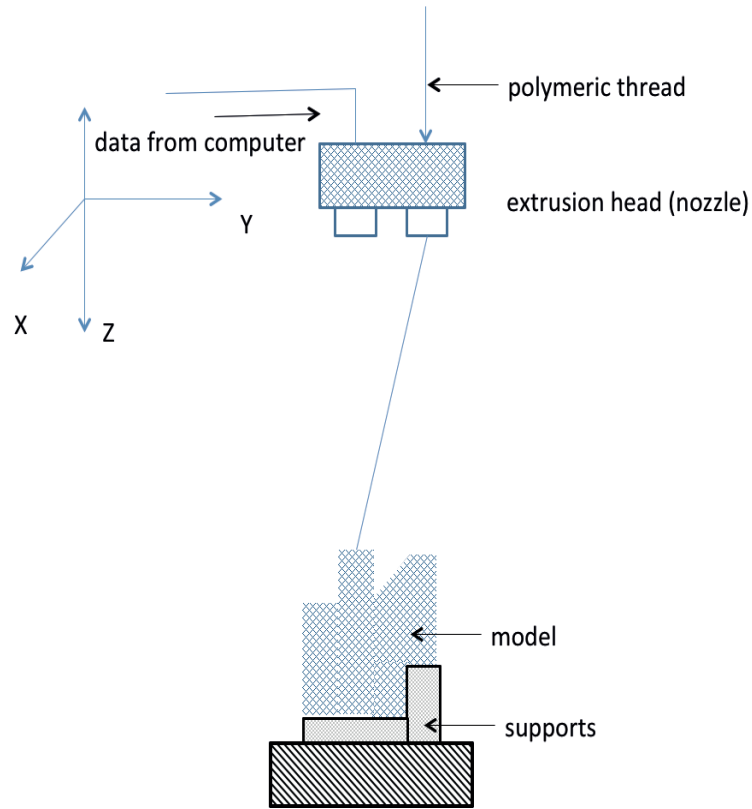 polymeric thread
data from computer
extrusion head (nozzle)
Y
X
Z
model
supports